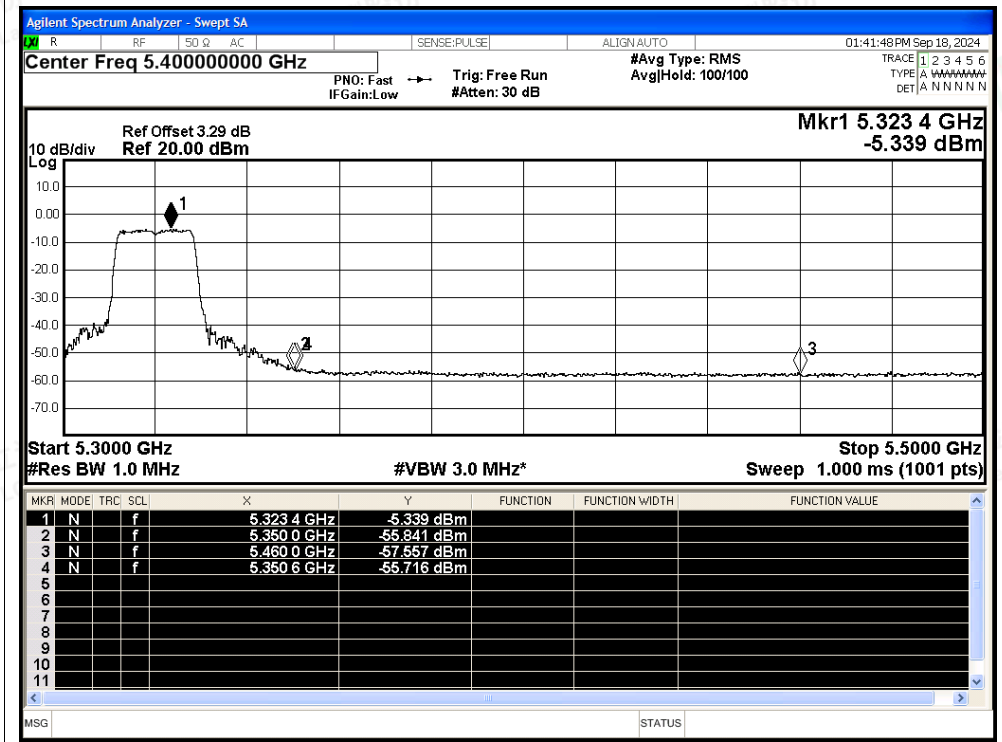 Agilent Spectrum Analyzer - Swept SA
LXI R RF 50 Ω AC SENSE:PULSE ALIGN AUTO 01:41:48 PM Sep 18, 2024
Center Freq 5.400000000 GHz #Avg Type: RMS TRACE 1 2 3 4 5 6
PNO: Fast Trig: Free Run Avg|Hold: 100/100 TYPE A WWWWW
IFGain:Low #Atten: 30 dB DET A N N N N N
Mkr1 5.323 4 GHz
Ref Offset 3.29 dB
10 dB/div Ref 20.00 dBm -5.339 dBm
Log
10.0
0.00
1
-10.0
-20.0
-30.0
-40.0
2 4 3
-50.0
-60.0
-70.0
Start 5.3000 GHz Stop 5.5000 GHz
#Res BW 1.0 MHz #VBW 3.0 MHz* Sweep 1.000 ms (1001 pts)
MKR MODE TRC SCL X Y FUNCTION FUNCTION WIDTH FUNCTION VALUE
1 N f 5.323 4 GHz -5.339 dBm
2 N f 5.350 0 GHz -55.841 dBm
3 N f 5.460 0 GHz -57.557 dBm
4 N f 5.350 6 GHz -55.716 dBm
5
6
7
8
9
10
11
MSG STATUS